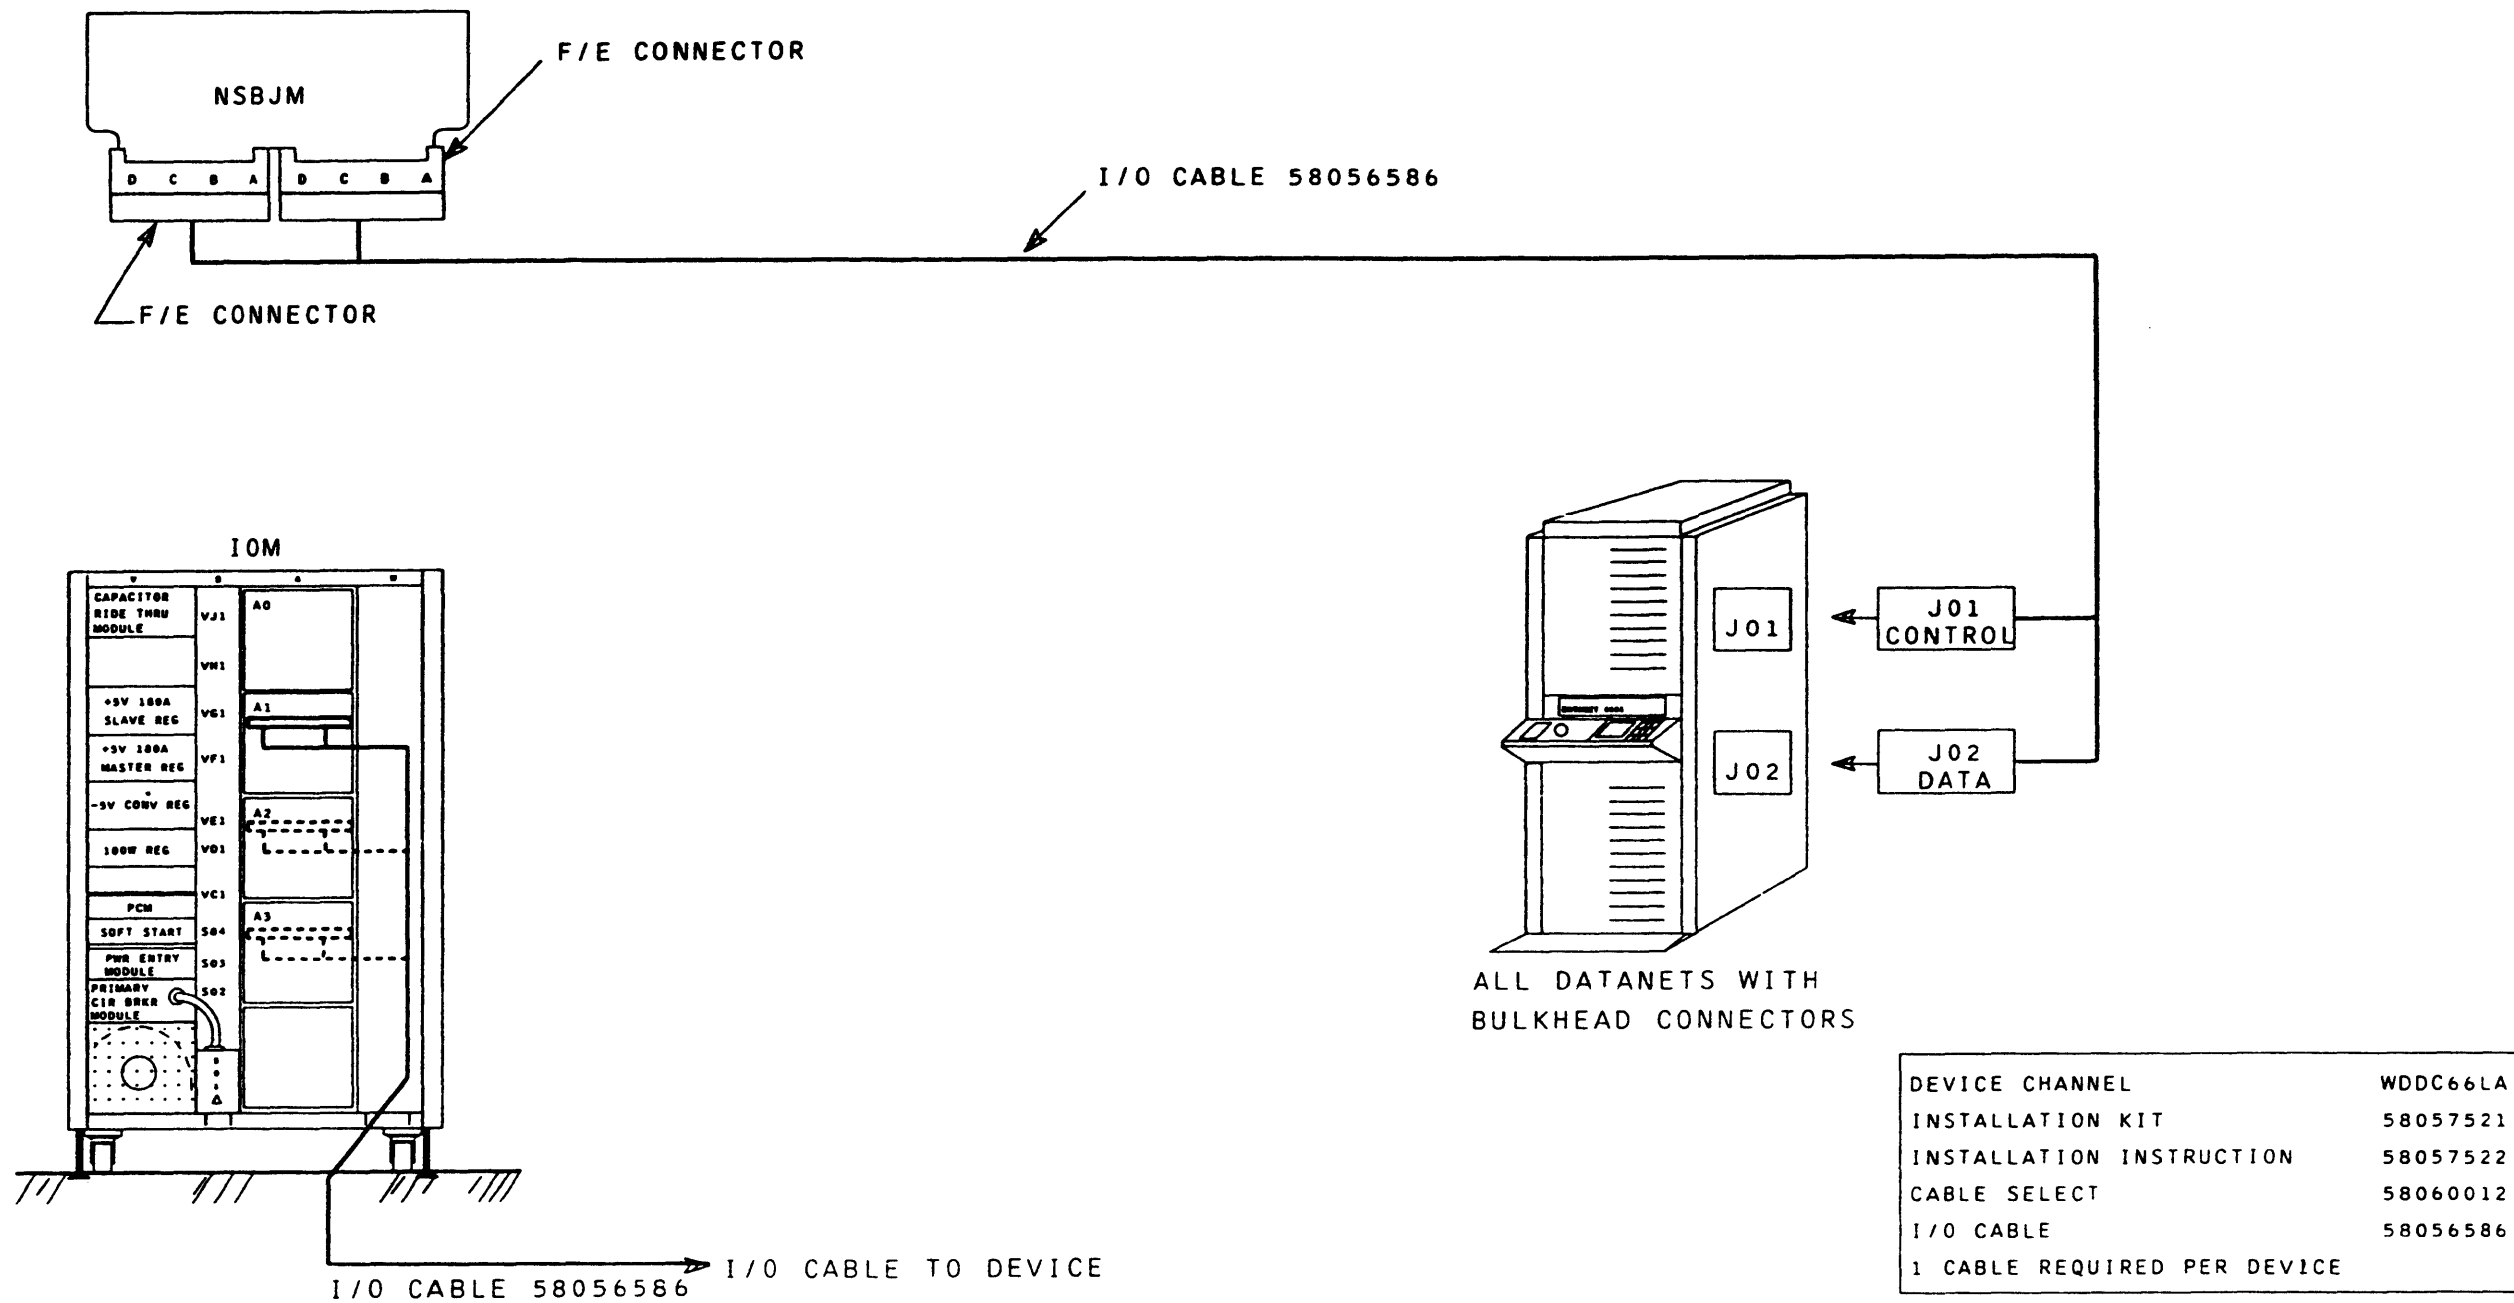 F/E CONNECTOR
NSBJM
D C B A D C B A
I/O CABLE 58056586
F/E CONNECTOR
IOM
V B A W
CAPACITOR
RIDE THRU
MODULE
VJ1
A0
VH1
+5V 180A
SLAVE REG
VG1
A1
+5V 180A
MASTER REG
VF1
-5V CONV REG
VE1
A2
100W REG
VD1
VC1
PCM
A3
SOFT START
S04
PWR ENTRY
MODULE
S03
PRIMARY
CIR BRKR
MODULE
S02
J01
J01
CONTROL
J02
J02
DATA
ALL DATANETS WITH
BULKHEAD CONNECTORS
DEVICE CHANNEL WDDC66LA
INSTALLATION KIT 58057521
INSTALLATION INSTRUCTION 58057522
CABLE SELECT 58060012
I/O CABLE 58056586
1 CABLE REQUIRED PER DEVICE
I/O CABLE TO DEVICE
I/O CABLE 58056586